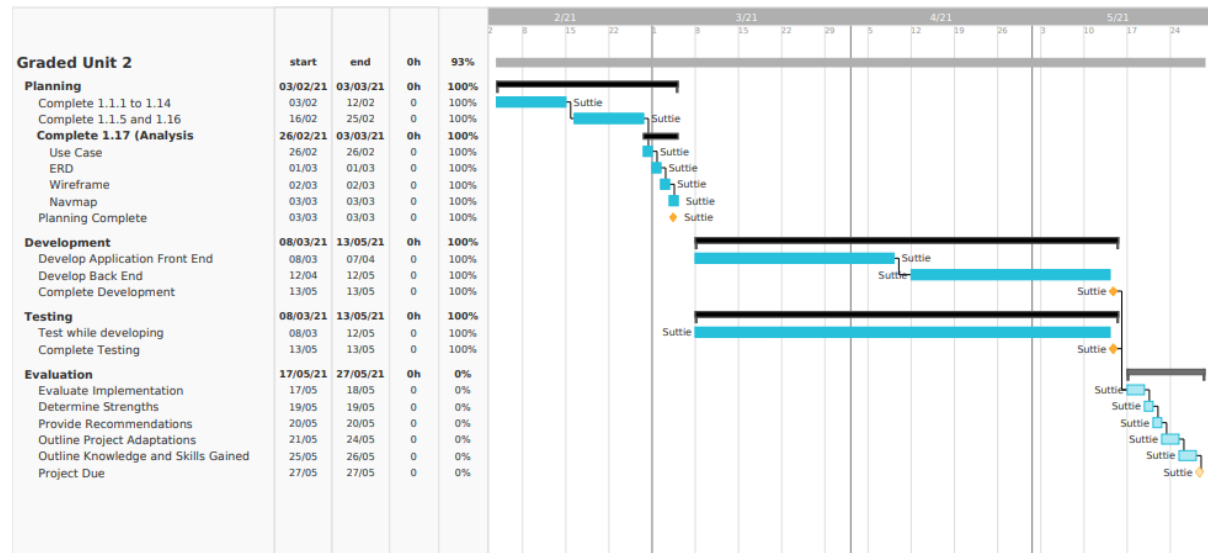 2/21 3/21 4/21 5/21
2 8 15 22 1 8 15 22 29 5 12 19 26 3 10 17 24
Graded Unit 2 start end 0h 93%
Planning 03/02/21 03/03/21 0h 100%
Complete 1.1.1 to 1.14 03/02 12/02 0 100% Suttie
Complete 1.1.5 and 1.16 16/02 25/02 0 100% Suttie
Complete 1.17 (Analysis 26/02/21 03/03/21 0h 100%
Use Case 26/02 26/02 0 100% Suttie
ERD 01/03 01/03 0 100% Suttie
Wireframe 02/03 02/03 0 100% Suttie
Navmap 03/03 03/03 0 100% Suttie
Planning Complete 03/03 03/03 0 100% Suttie
Development 08/03/21 13/05/21 0h 100%
Develop Application Front End 08/03 07/04 0 100% Suttie
Develop Back End 12/04 12/05 0 100% Suttie
Complete Development 13/05 13/05 0 100% Suttie
Testing 08/03/21 13/05/21 0h 100%
Test while developing 08/03 12/05 0 100% Suttie
Complete Testing 13/05 13/05 0 100% Suttie
Evaluation 17/05/21 27/05/21 0h 0%
Evaluate Implementation 17/05 18/05 0 0% Suttie
Determine Strengths 19/05 19/05 0 0% Suttie
Provide Recommendations 20/05 20/05 0 0% Suttie
Outline Project Adaptations 21/05 24/05 0 0% Suttie
Outline Knowledge and Skills Gained 25/05 26/05 0 0% Suttie
Project Due 27/05 27/05 0 0% Suttie